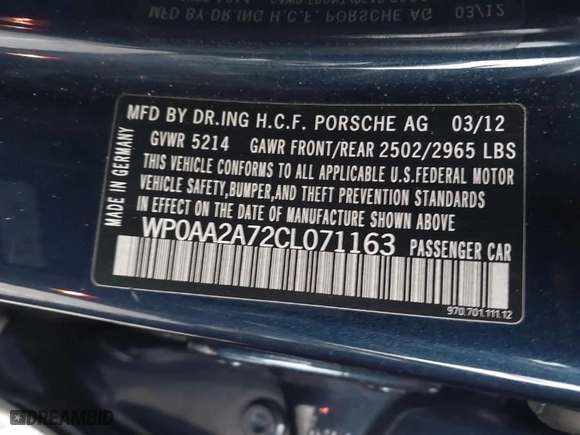 MFD BY DR.ING H.C.F. PORSCHE AG 03/12
GVWR 5214 GAWR FRONT/REAR 2502/2965 LBS
THIS VEHICLE CONFORMS TO ALL APPLICABLE U.S.FEDERAL MOTOR
VEHICLE SAFETY,BUMPER,AND THEFT PREVENTION STANDARDS
IN EFFECT ON THE DATE OF MANUFACTURE SHOWN ABOVE
WP0AA2A72CL071163 PASSENGER CAR
MADE IN GERMANY
970.701.111.12
DREAMBID